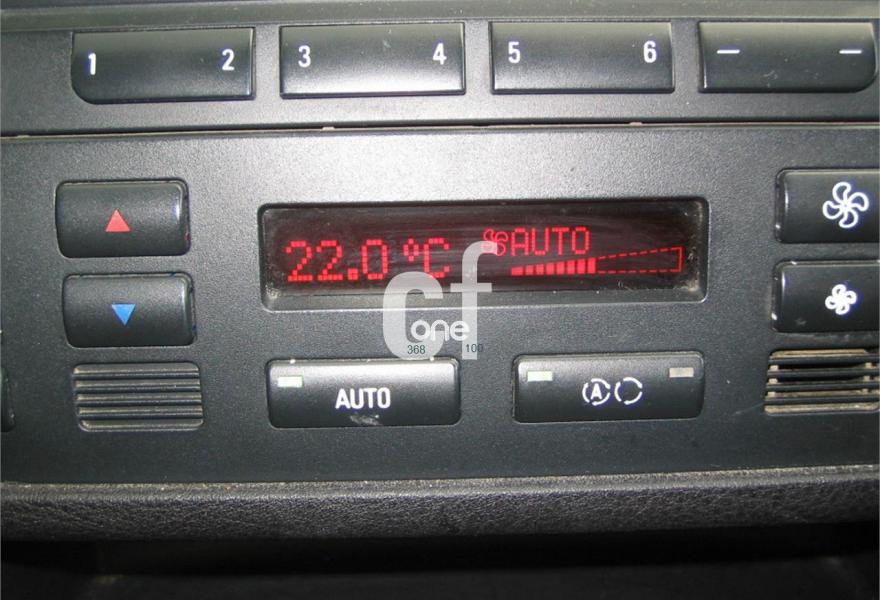 1 2 3 4 5 6
22.0 °C AUTO
cf
one
368 100
AUTO A